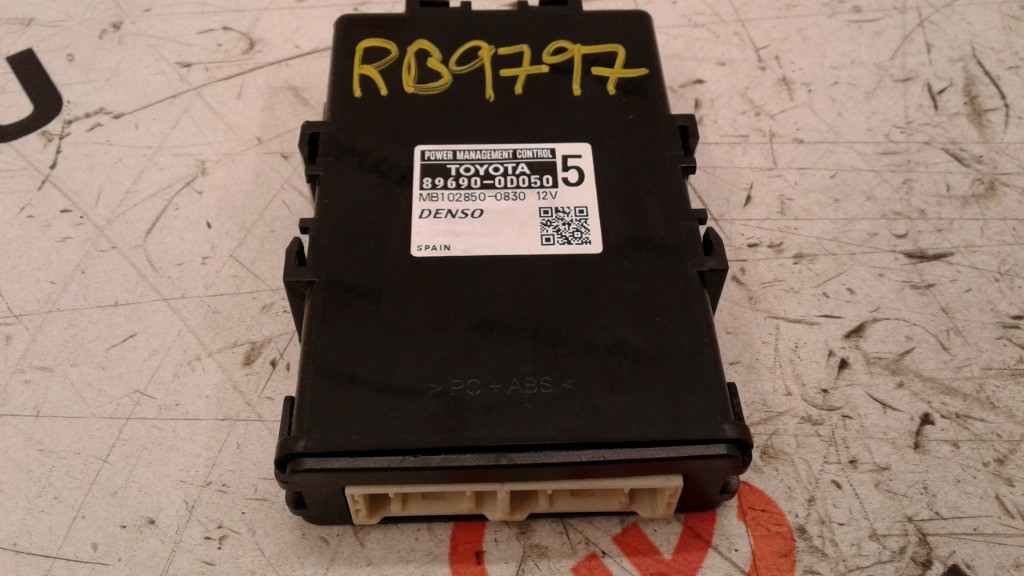 RB9797
POWER MANAGEMENT CONTROL
TOYOTA 5
89690-0D050
MB102850-0830 12V
DENSO
SPAIN
> PC + ABS <